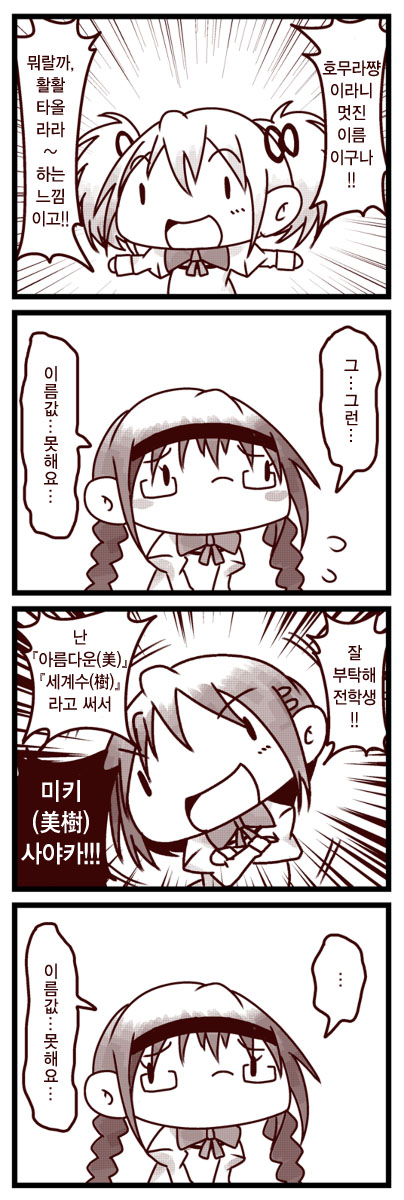 호무라쨩
이라니
멋진
이름
이구나
!!
뭐랄까,
활활
타올
라라
~
하는
느낌
이고!!
그…그런…
이름값…못해요…
잘
부탁해
전학생
!!
난
『아름다운(美)』
『세계수(樹)』
라고 써서
미키
(美樹)
사야카!!!
…
이름값…못해요…